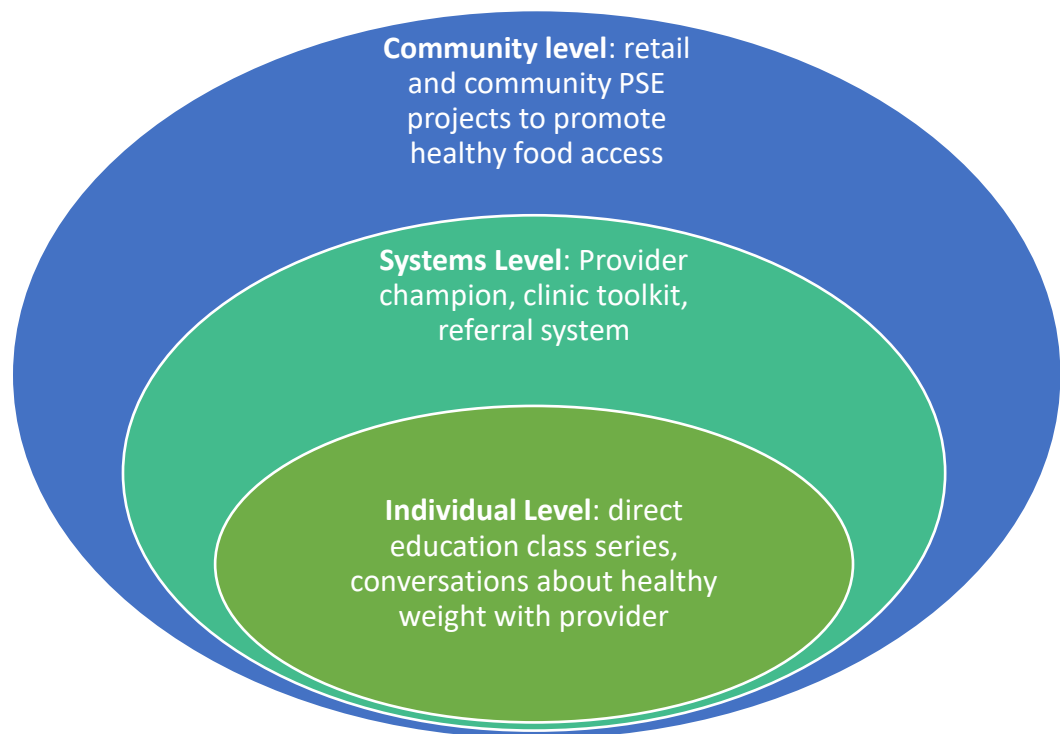 Community level: retail
and community PSE
projects to promote
healthy food access
Systems Level: Provider
champion, clinic toolkit,
referral system
Individual Level: direct
education class series,
conversations about healthy
weight with provider